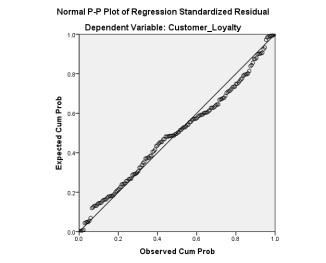 Normal P-P Plot of Regression Standardized Residual
Dependent Variable: Customer_Loyalty
Expected Cum Prob
1.0
0.8
0.6
0.4
0.2
0.0
0.0 0.2 0.4 0.6 0.8 1.0
Observed Cum Prob